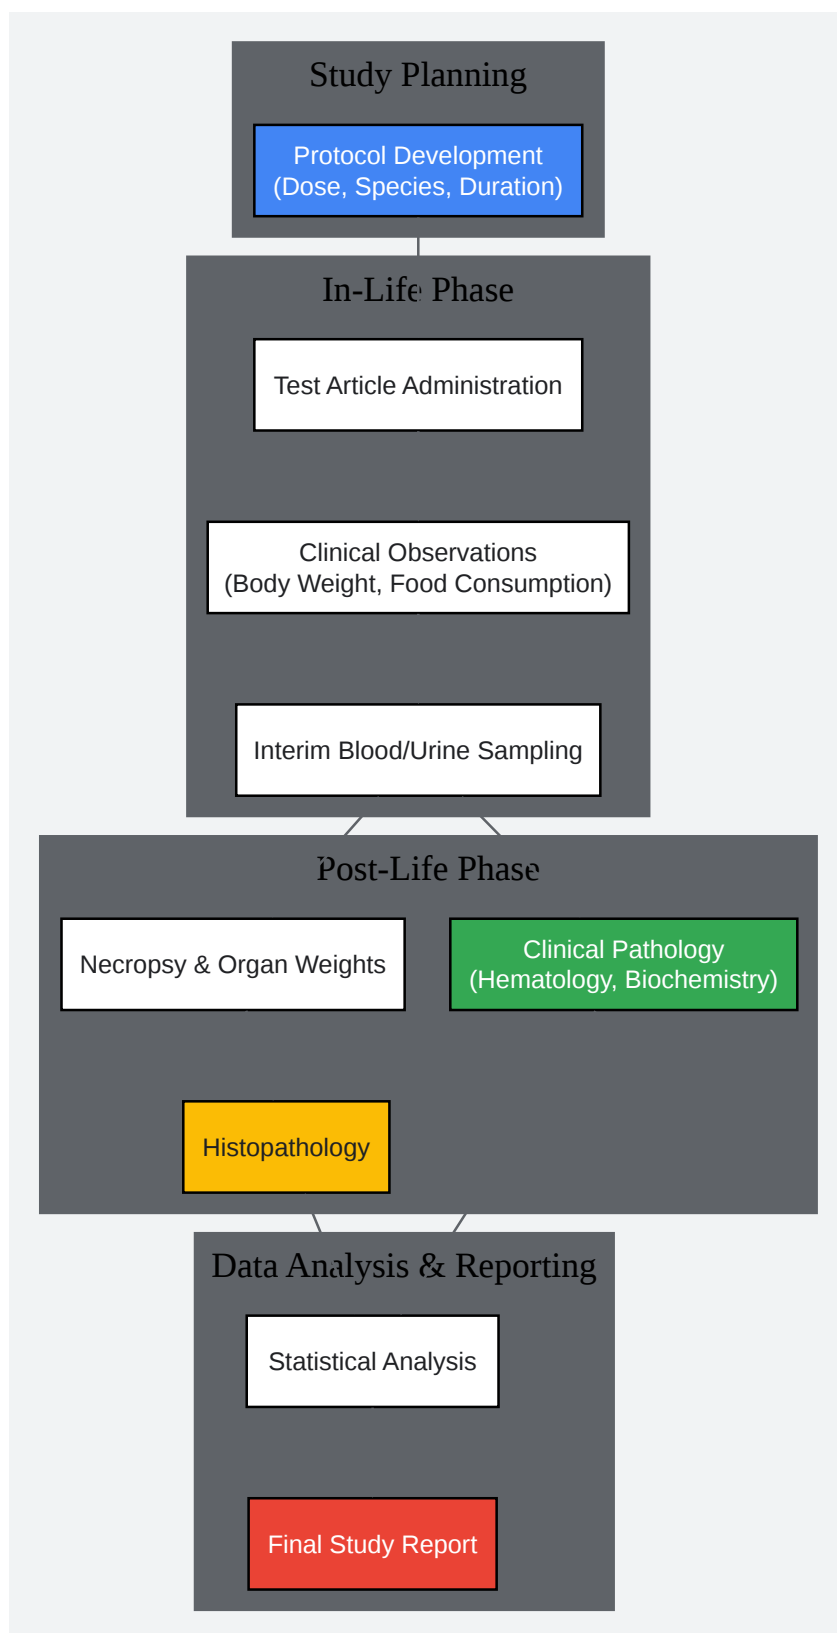 Study Planning
Protocol Development
(Dose, Species, Duration)
In-Life Phase
Test Article Administration
Clinical Observations
(Body Weight, Food Consumption)
Interim Blood/Urine Sampling
Post-Life Phase
Necropsy & Organ Weights
Clinical Pathology
(Hematology, Biochemistry)
Histopathology
Data Analysis & Reporting
Statistical Analysis
Final Study Report